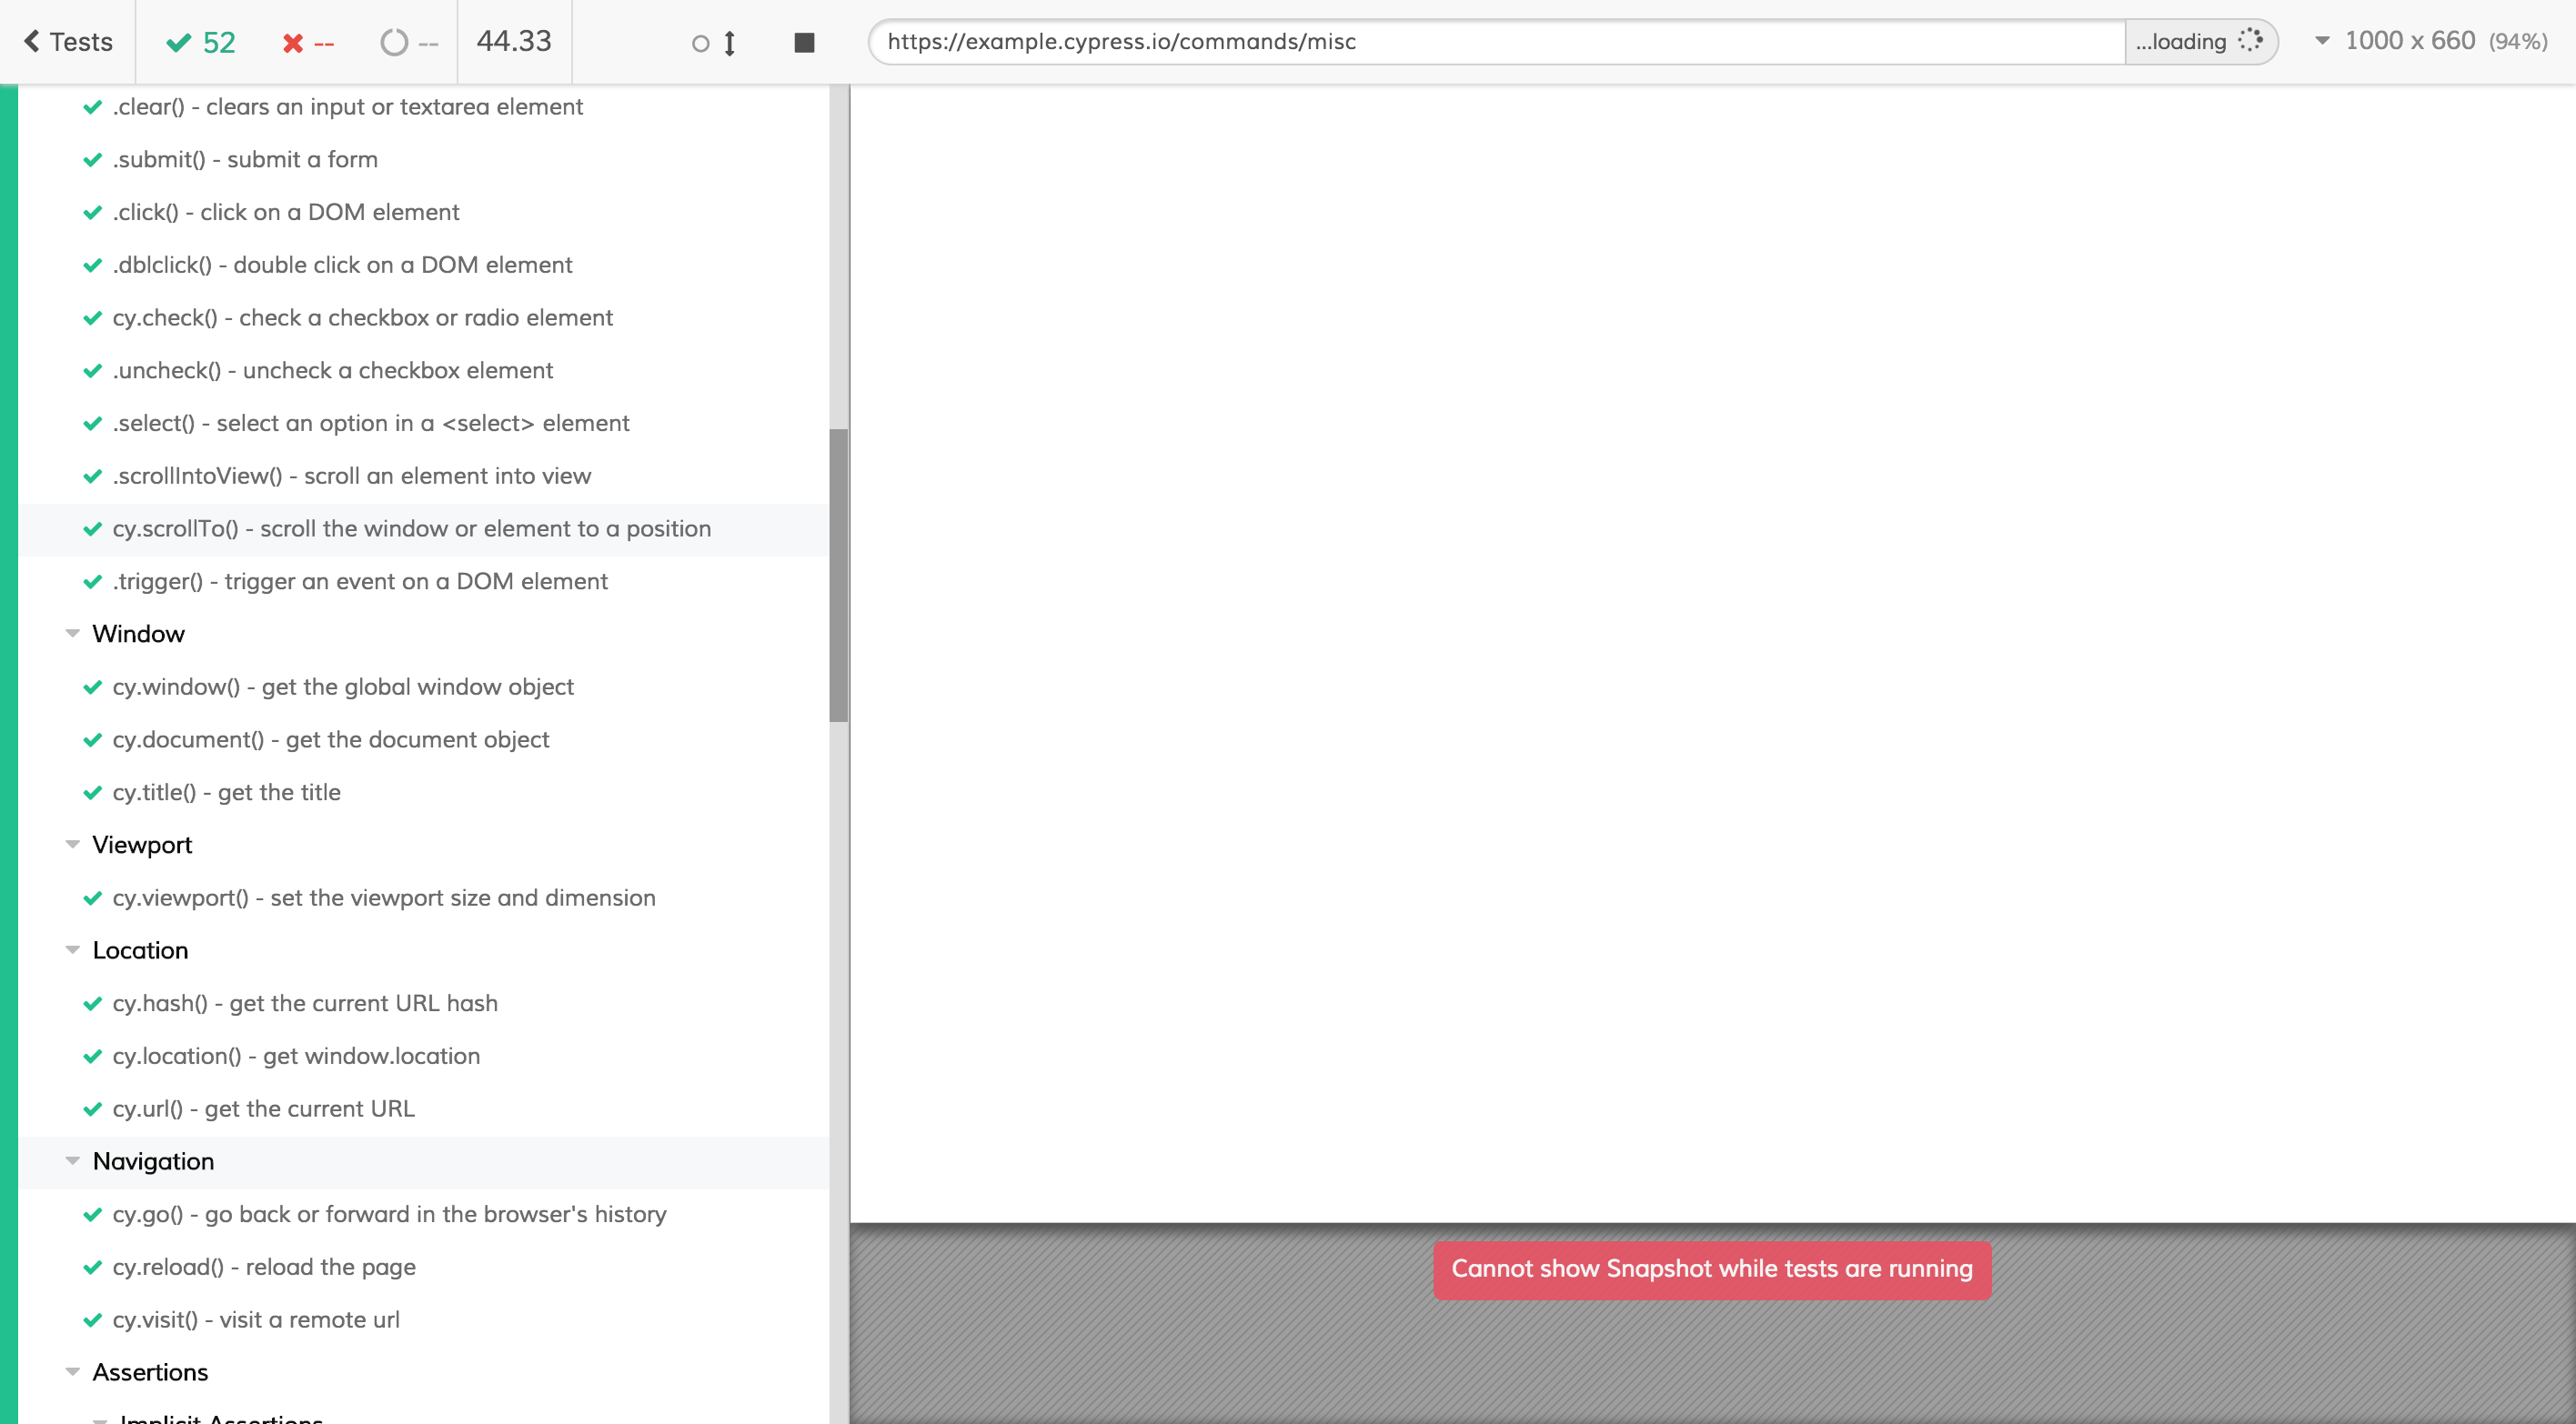 Tests 52 -- -- 44.33 https://example.cypress.io/commands/misc ...loading 1000 x 660 (94%)
.clear() - clears an input or textarea element
.submit() - submit a form
.click() - click on a DOM element
.dblclick() - double click on a DOM element
cy.check() - check a checkbox or radio element
.uncheck() - uncheck a checkbox element
.select() - select an option in a <select> element
.scrollIntoView() - scroll an element into view
cy.scrollTo() - scroll the window or element to a position
.trigger() - trigger an event on a DOM element
Window
cy.window() - get the global window object
cy.document() - get the document object
cy.title() - get the title
Viewport
cy.viewport() - set the viewport size and dimension
Location
cy.hash() - get the current URL hash
cy.location() - get window.location
cy.url() - get the current URL
Navigation
cy.go() - go back or forward in the browser's history
cy.reload() - reload the page
cy.visit() - visit a remote url
Assertions
Implicit Assertions
Cannot show Snapshot while tests are running